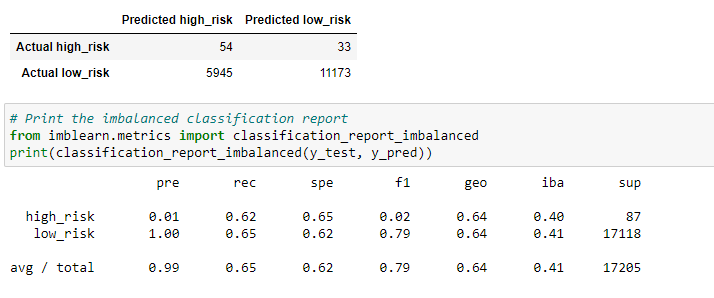 Predicted high_risk Predicted low_risk
Actual high_risk 54 33
Actual low_risk 5945 11173
# Print the imbalanced classification report
from imblearn.metrics import classification_report_imbalanced
print(classification_report_imbalanced(y_test, y_pred))
pre rec spe f1 geo iba sup
high_risk 0.01 0.62 0.65 0.02 0.64 0.40 87
low_risk 1.00 0.65 0.62 0.79 0.64 0.41 17118
avg / total 0.99 0.65 0.62 0.79 0.64 0.41 17205